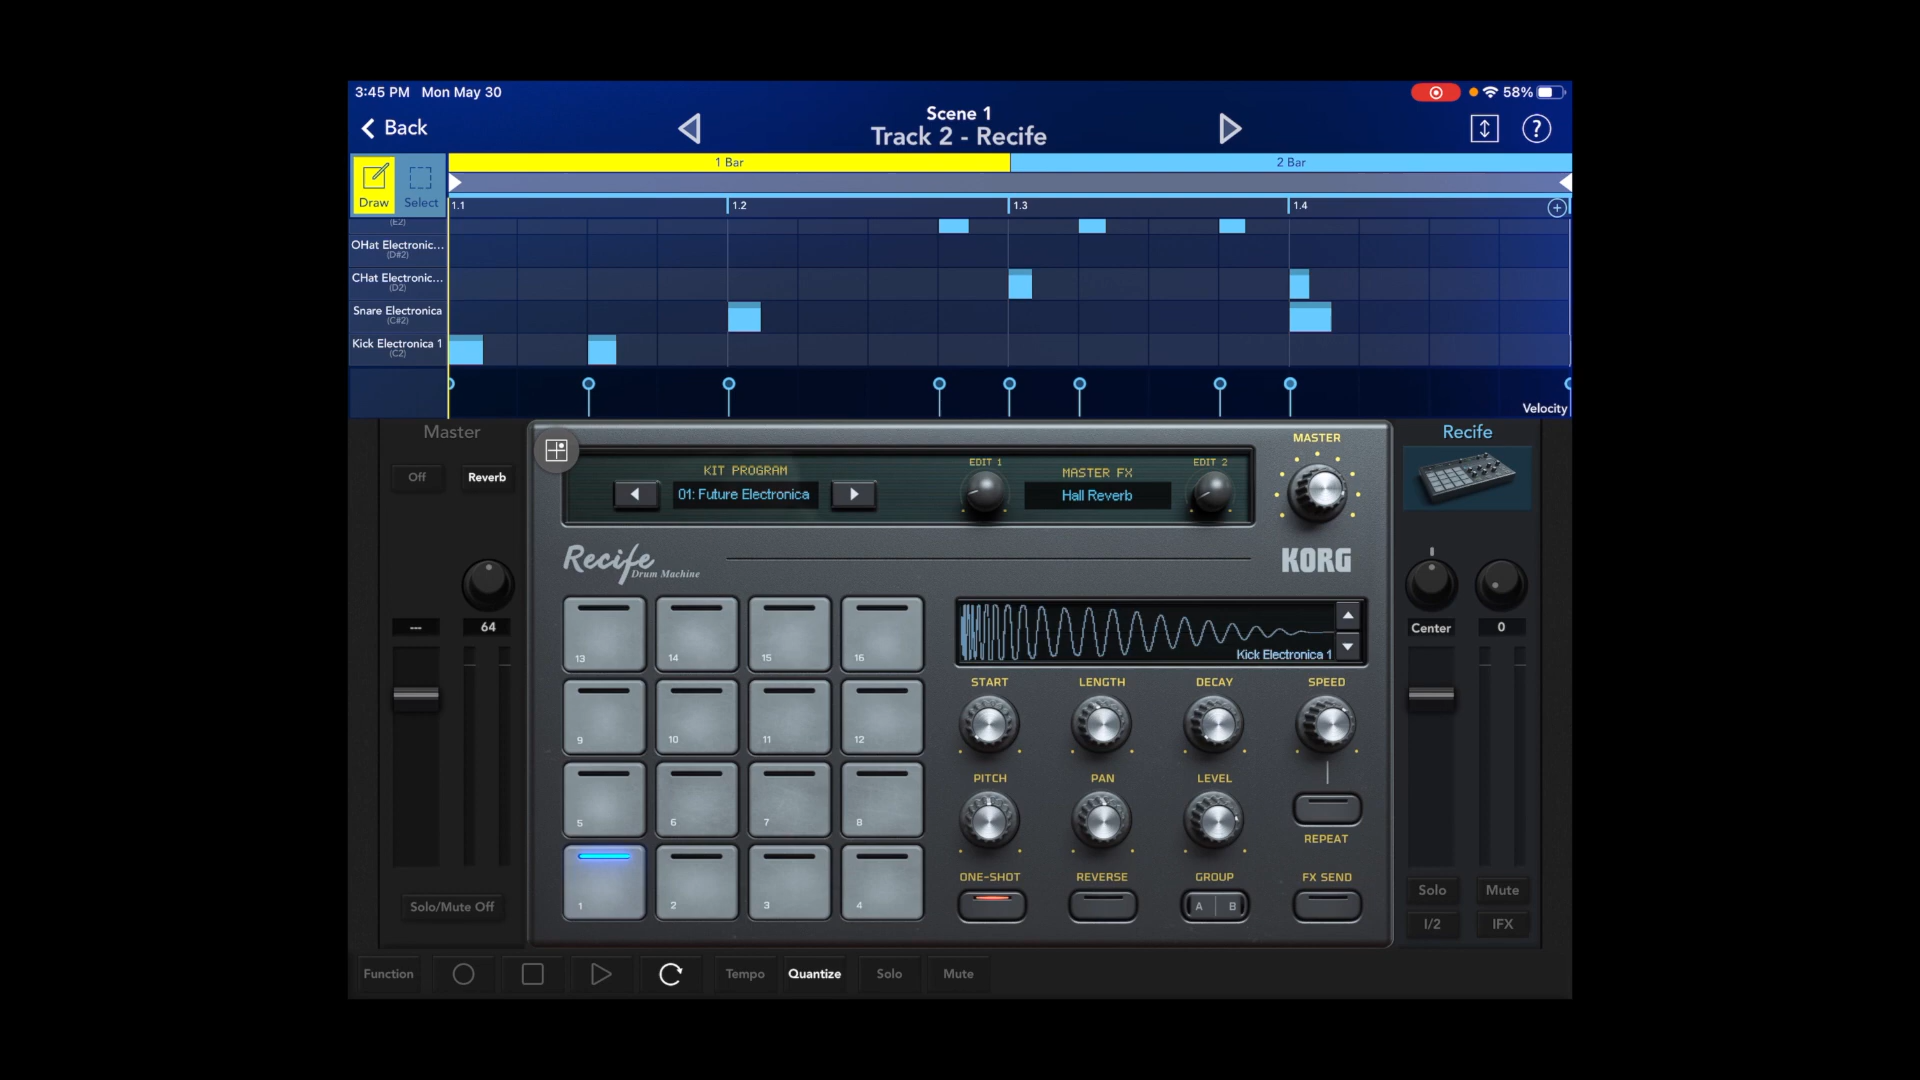 3:45 PM Mon May 30
58%
Back
Scene 1
Track 2 - Recife
?
1 Bar
2 Bar
Draw
Select
1.1
1.2
1.3
1.4
(E2)
OHat Electronic...
(D#2)
CHat Electronic...
(D2)
Snare Electronica
(C#2)
Kick Electronica 1
(C2)
Velocity
Master
Off
Reverb
---
64
Solo/Mute Off
KIT PROGRAM
01: Future Electronica
EDIT 1
MASTER FX
Hall Reverb
EDIT 2
MASTER
Recife
Drum Machine
KORG
13
14
15
16
9
10
11
12
5
6
7
8
1
2
3
4
Kick Electronica 1
START
LENGTH
DECAY
SPEED
PITCH
PAN
LEVEL
REPEAT
ONE-SHOT
REVERSE
GROUP
FX SEND
A
B
Recife
Center
0
Solo
Mute
1/2
IFX
Function
Tempo
Quantize
Solo
Mute